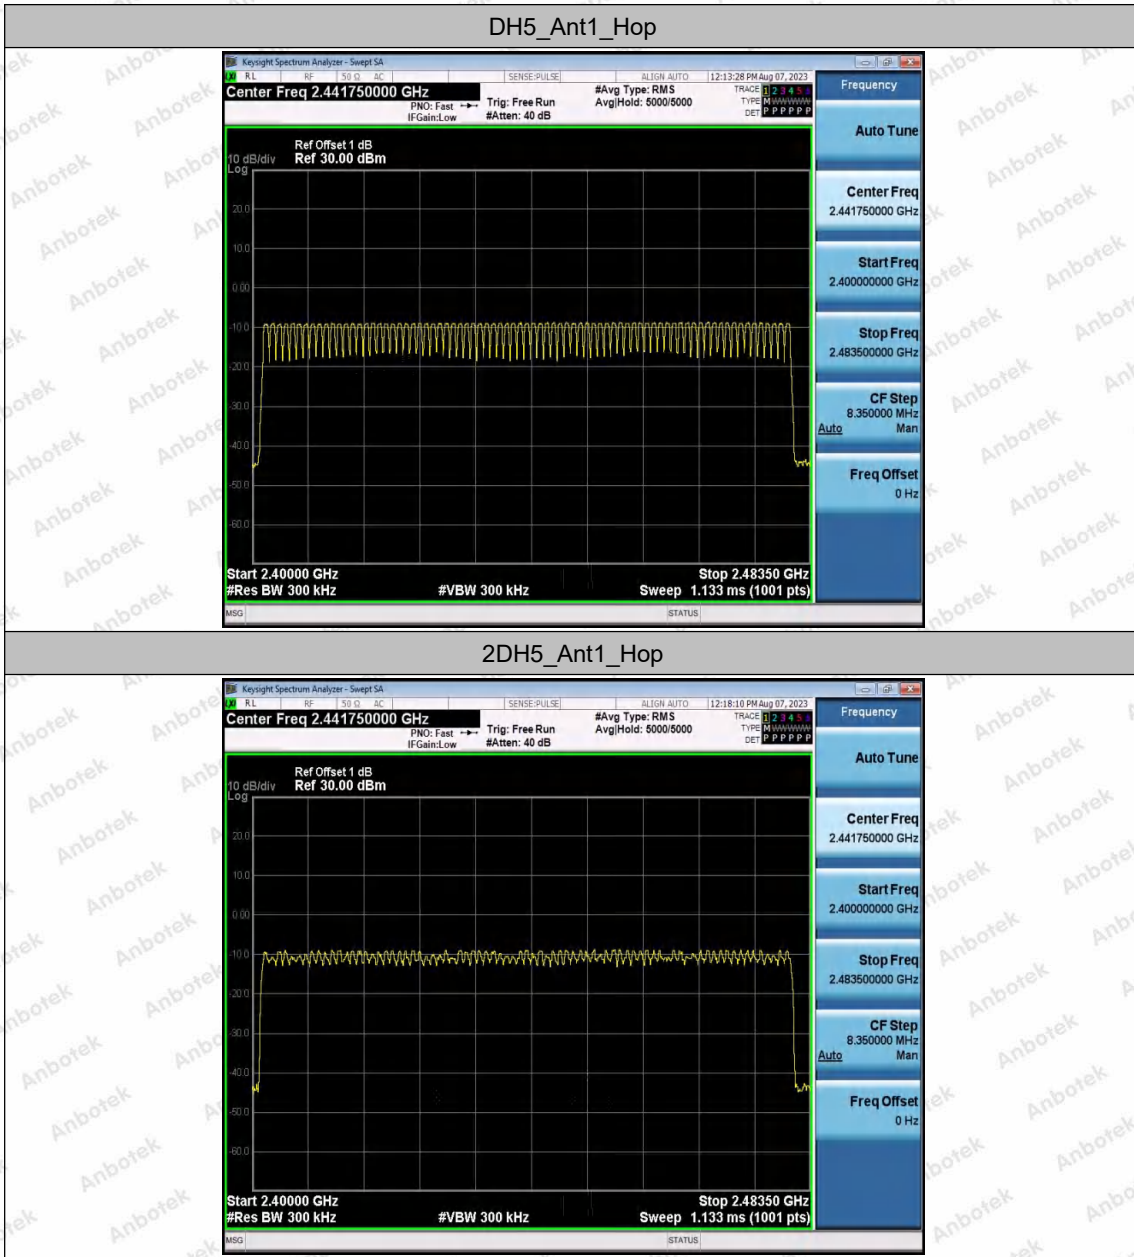 DH5_Ant1_Hop
Keysight Spectrum Analyzer - Swept SA
RL RF 50 Ω AC SENSE:PULSE ALIGN AUTO 12:13:28 PM Aug 07, 2023
Center Freq 2.441750000 GHz
PNO: Fast
IFGain:Low
Trig: Free Run
#Atten: 40 dB
#Avg Type: RMS
Avg|Hold: 5000/5000
TRACE 1 2 3 4 5 6
TYPE M
DET P P P P P P
Ref Offset 1 dB
10 dB/div Ref 30.00 dBm
Log
20.0
10.0
0.00
-10.0
-20.0
-30.0
-40.0
-50.0
-60.0
Start 2.40000 GHz Stop 2.48350 GHz
#Res BW 300 kHz #VBW 300 kHz Sweep 1.133 ms (1001 pts)
MSG STATUS
Frequency
Auto Tune
Center Freq
2.441750000 GHz
Start Freq
2.400000000 GHz
Stop Freq
2.483500000 GHz
CF Step
8.350000 MHz
Auto Man
Freq Offset
0 Hz
2DH5_Ant1_Hop
Keysight Spectrum Analyzer - Swept SA
RL RF 50 Ω AC SENSE:PULSE ALIGN AUTO 12:18:10 PM Aug 07, 2023
Center Freq 2.441750000 GHz
PNO: Fast
IFGain:Low
Trig: Free Run
#Atten: 40 dB
#Avg Type: RMS
Avg|Hold: 5000/5000
TRACE 1 2 3 4 5 6
TYPE M
DET P P P P P P
Ref Offset 1 dB
10 dB/div Ref 30.00 dBm
Log
20.0
10.0
0.00
-10.0
-20.0
-30.0
-40.0
-50.0
-60.0
Start 2.40000 GHz Stop 2.48350 GHz
#Res BW 300 kHz #VBW 300 kHz Sweep 1.133 ms (1001 pts)
MSG STATUS
Frequency
Auto Tune
Center Freq
2.441750000 GHz
Start Freq
2.400000000 GHz
Stop Freq
2.483500000 GHz
CF Step
8.350000 MHz
Auto Man
Freq Offset
0 Hz
Anbotek